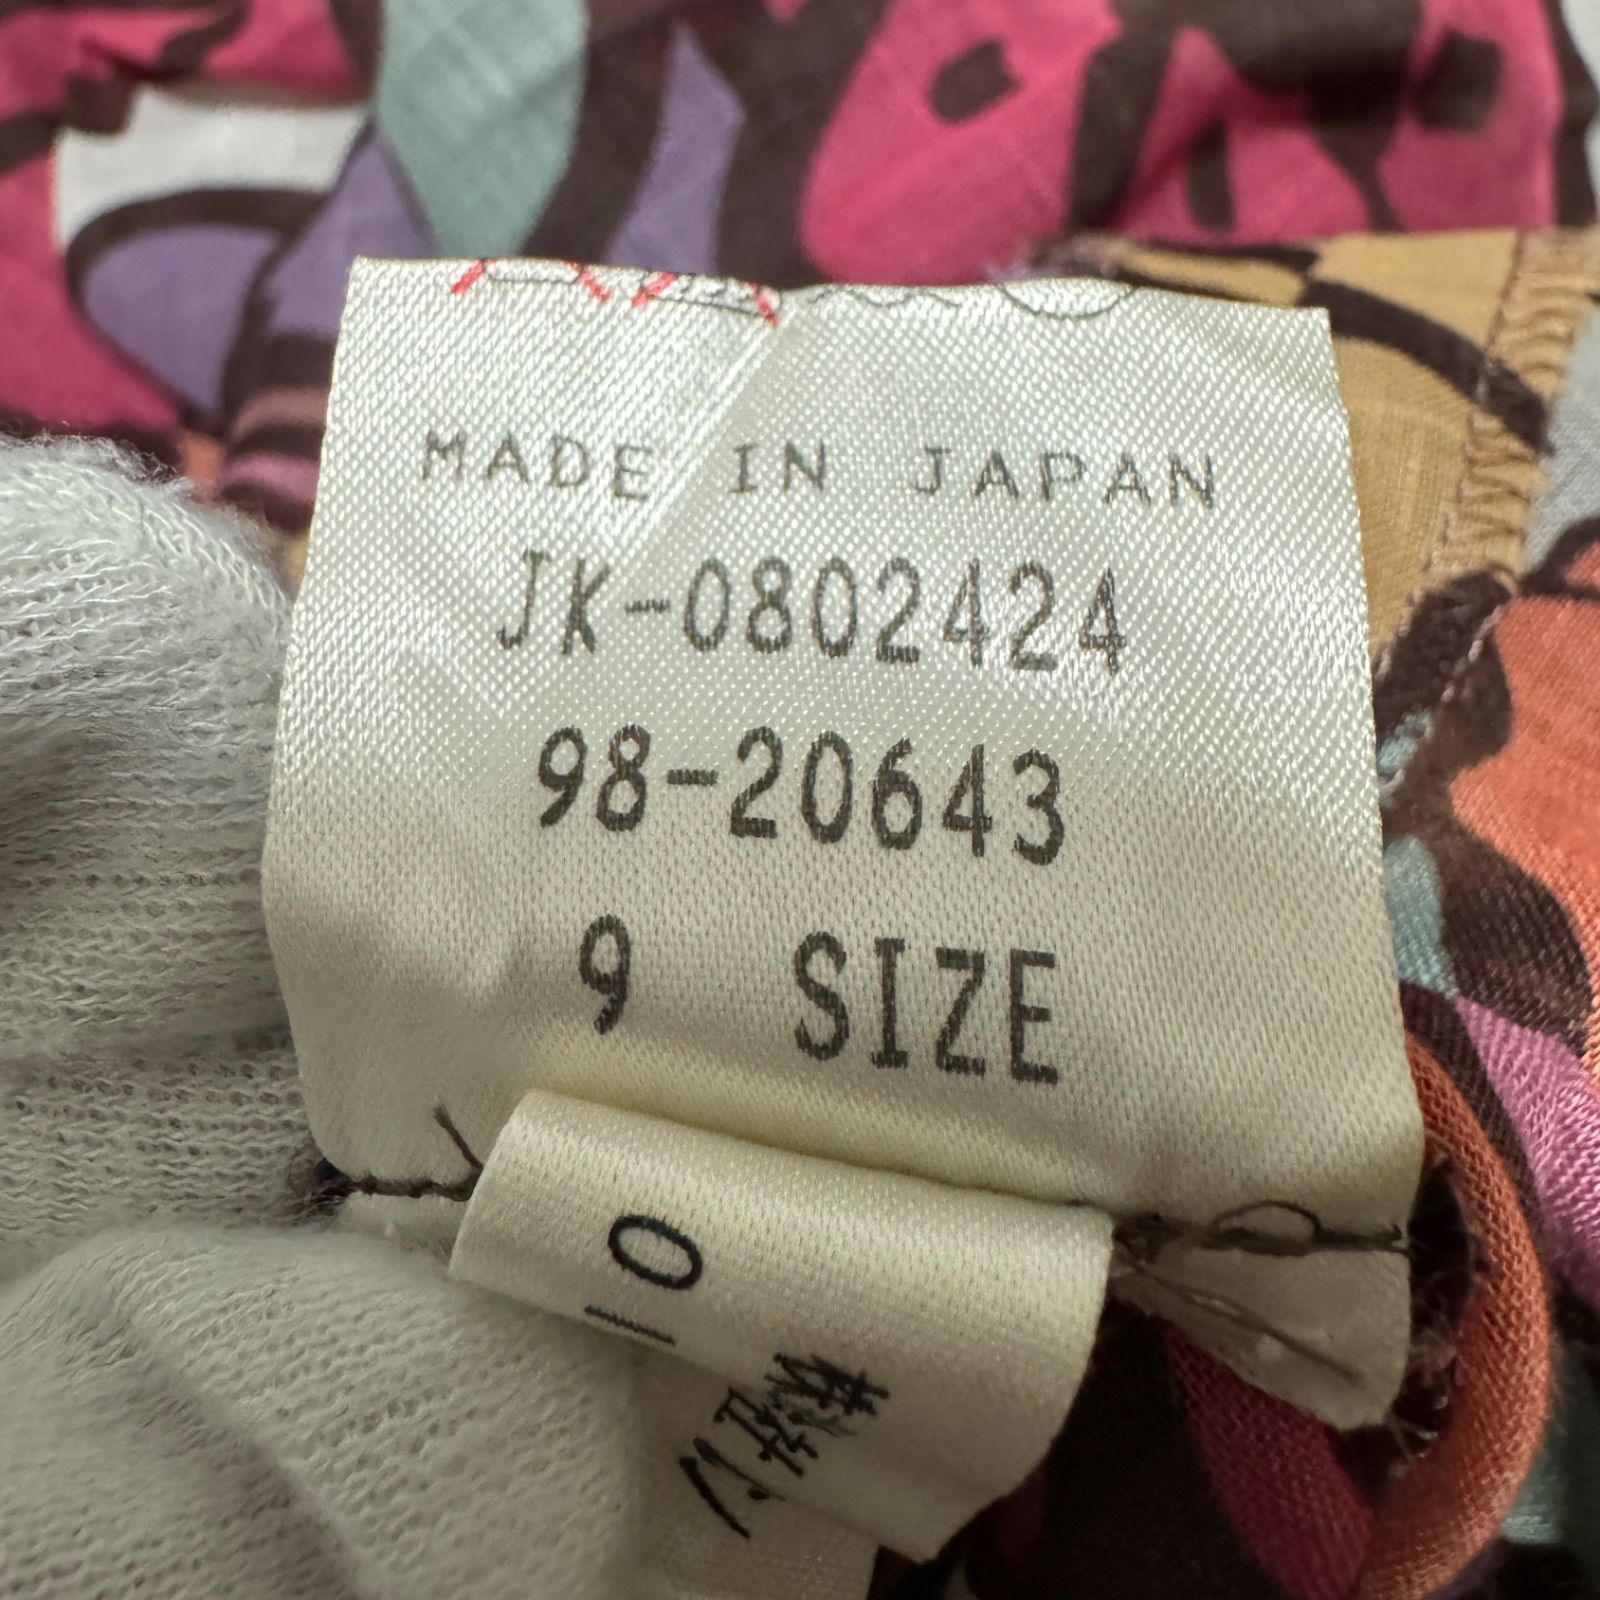 MADE IN JAPAN
JK-0802424
98-20643
9 SIZE